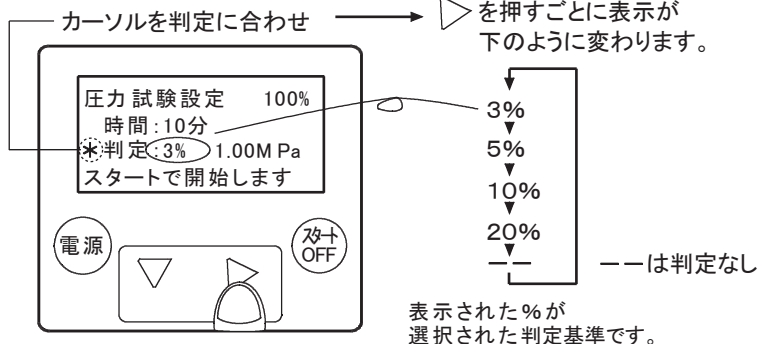 カーソルを判定に合わせ
▷を押すごとに表示が
下のように変わります。
圧力試験設定 100%
時間:10分
*判定:3% 1.00MPa
スタートで開始します
電源
スタート
OFF
3%
5%
10%
20%
－－
－－は判定なし
表示された%が
選択された判定基準です。